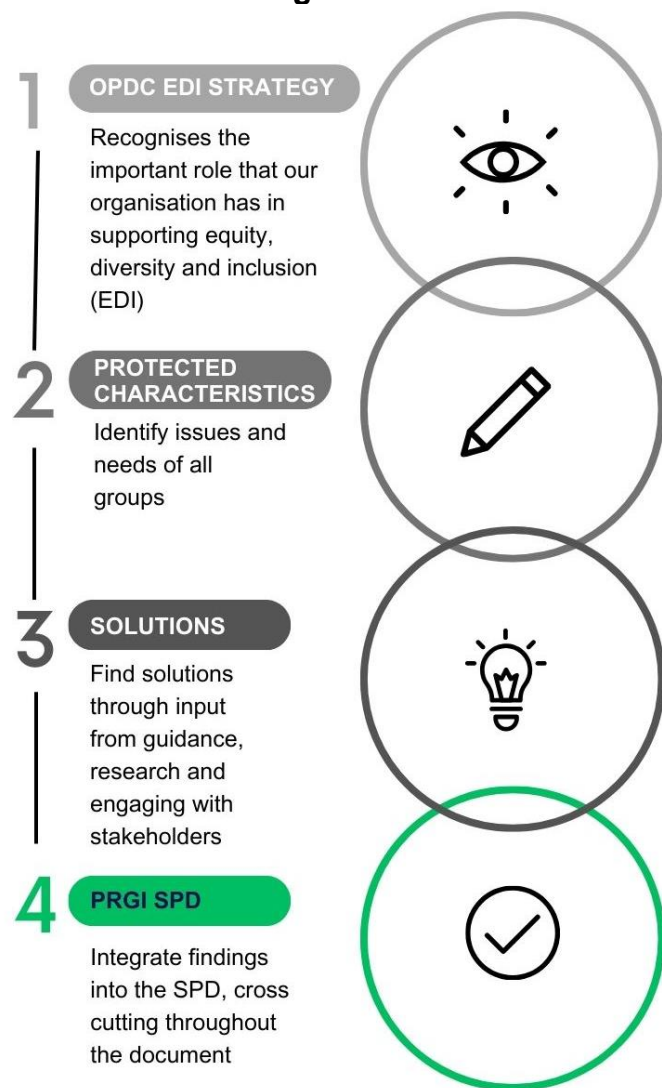 1
OPDC EDI STRATEGY
Recognises the
important role that our
organisation has in
supporting equity,
diversity and inclusion
(EDI)
2
PROTECTED
CHARACTERISTICS
Identify issues and
needs of all
groups
3
SOLUTIONS
Find solutions
through input
from guidance,
research and
engaging with
stakeholders
4
PRGI SPD
Integrate findings
into the SPD, cross
cutting throughout
the document